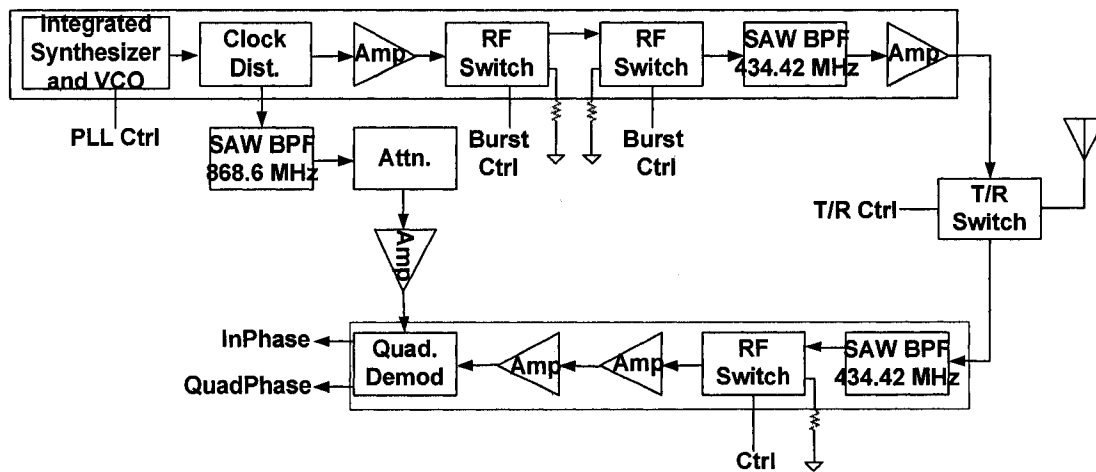 Integrated
Synthesizer
and VCO
Clock
Dist.
Amp
RF
Switch
RF
Switch
SAW BPF
434.42 MHz
Amp
PLL Ctrl
SAW BPF
868.6 MHz
Attn.
Burst
Ctrl
Burst
Ctrl
T/R Ctrl
T/R
Switch
Amp
InPhase
QuadPhase
Quad.
Demod
Amp
Amp
RF
Switch
SAW BPF
434.42 MHz
Ctrl